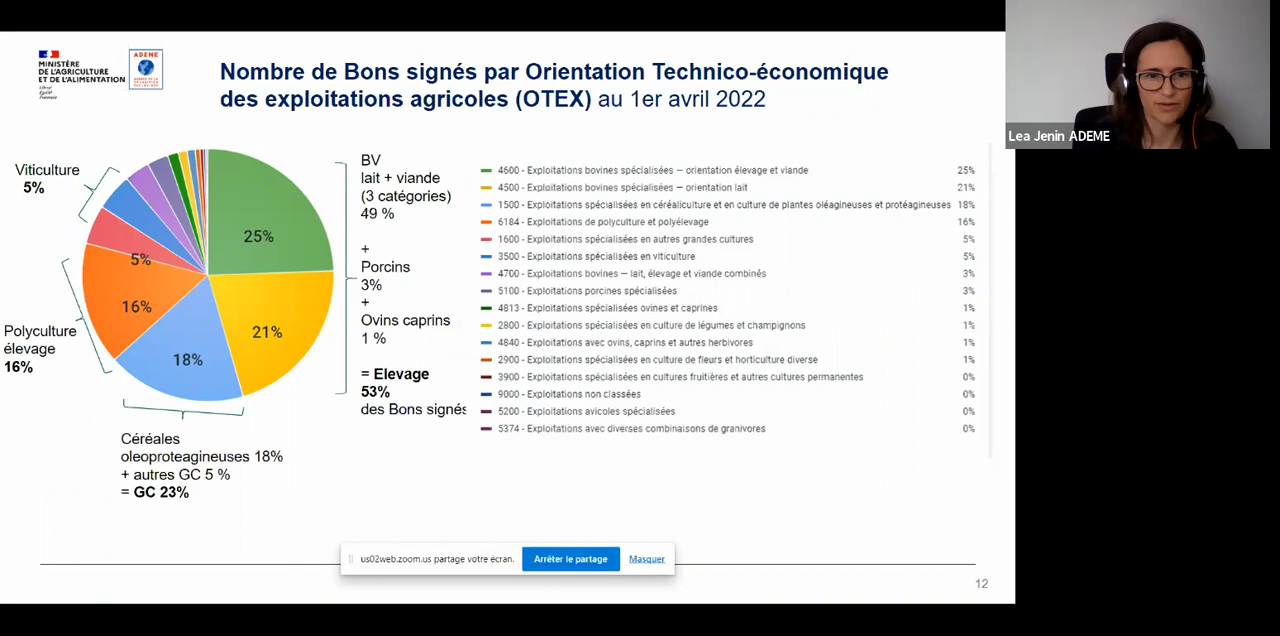 MINISTÈRE
DE L'AGRICULTURE
ET DE L'ALIMENTATION
Liberté
Égalité
Fraternité
ADEME
Nombre de Bons signés par Orientation Technico-économique
des exploitations agricoles (OTEX) au 1er avril 2022
Lea Jenin ADEME
Viticulture
5%
Polyculture
élevage
16%
25%
21%
18%
16%
5%
Céréales
oleoproteagineuses 18%
+ autres GC 5 %
= GC 23%
BV
lait + viande
(3 catégories)
49 %
+
Porcins
3%
+
Ovins caprins
1 %
= Elevage
53%
des Bons signés
4600 - Exploitations bovines spécialisées — orientation élevage et viande 25%
4500 - Exploitations bovines spécialisées — orientation lait 21%
1500 - Exploitations spécialisées en céréaliculture et en culture de plantes oléagineuses et protéagineuses 18%
6184 - Exploitations de polyculture et polyélevage 16%
1600 - Exploitations spécialisées en autres grandes cultures 5%
3500 - Exploitations spécialisées en viticulture 5%
4700 - Exploitations bovines — lait, élevage et viande combinés 3%
5100 - Exploitations porcines spécialisées 3%
4813 - Exploitations spécialisées ovines et caprines 1%
2800 - Exploitations spécialisées en culture de légumes et champignons 1%
4840 - Exploitations avec ovins, caprins et autres herbivores 1%
2900 - Exploitations spécialisées en culture de fleurs et horticulture diverse 1%
3900 - Exploitations spécialisées en cultures fruitières et autres cultures permanentes 0%
9000 - Exploitations non classées 0%
5200 - Exploitations avicoles spécialisées 0%
5374 - Exploitations avec diverses combinaisons de granivores 0%
us02web.zoom.us partage votre écran. Arrêter le partage Masquer
12